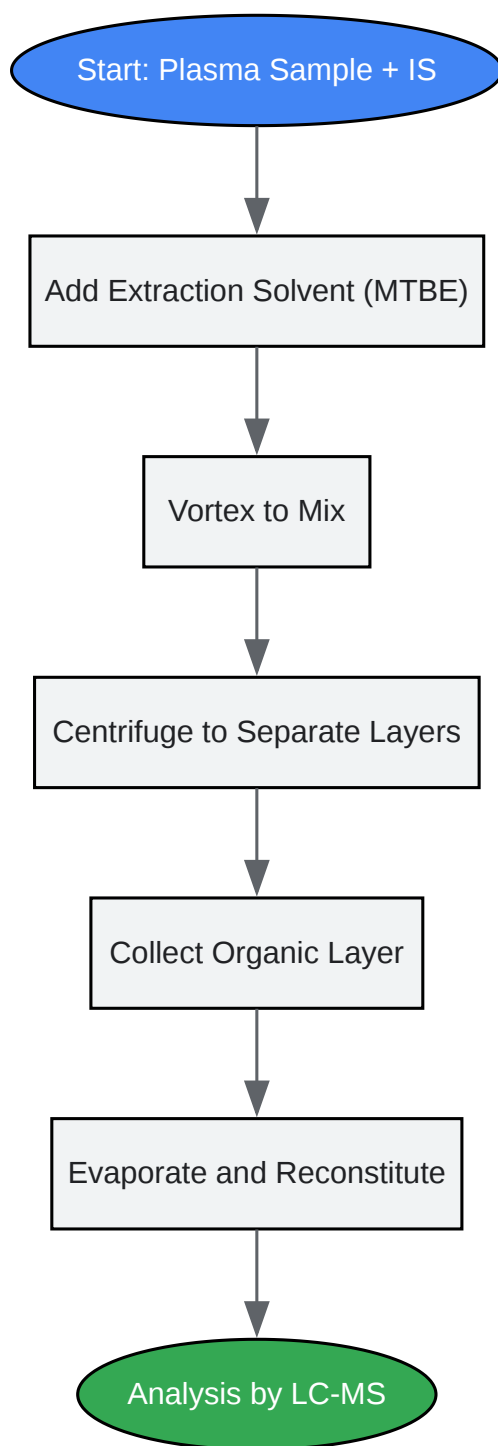 Start: Plasma Sample + IS
Add Extraction Solvent (MTBE)
Vortex to Mix
Centrifuge to Separate Layers
Collect Organic Layer
Evaporate and Reconstitute
Analysis by LC-MS